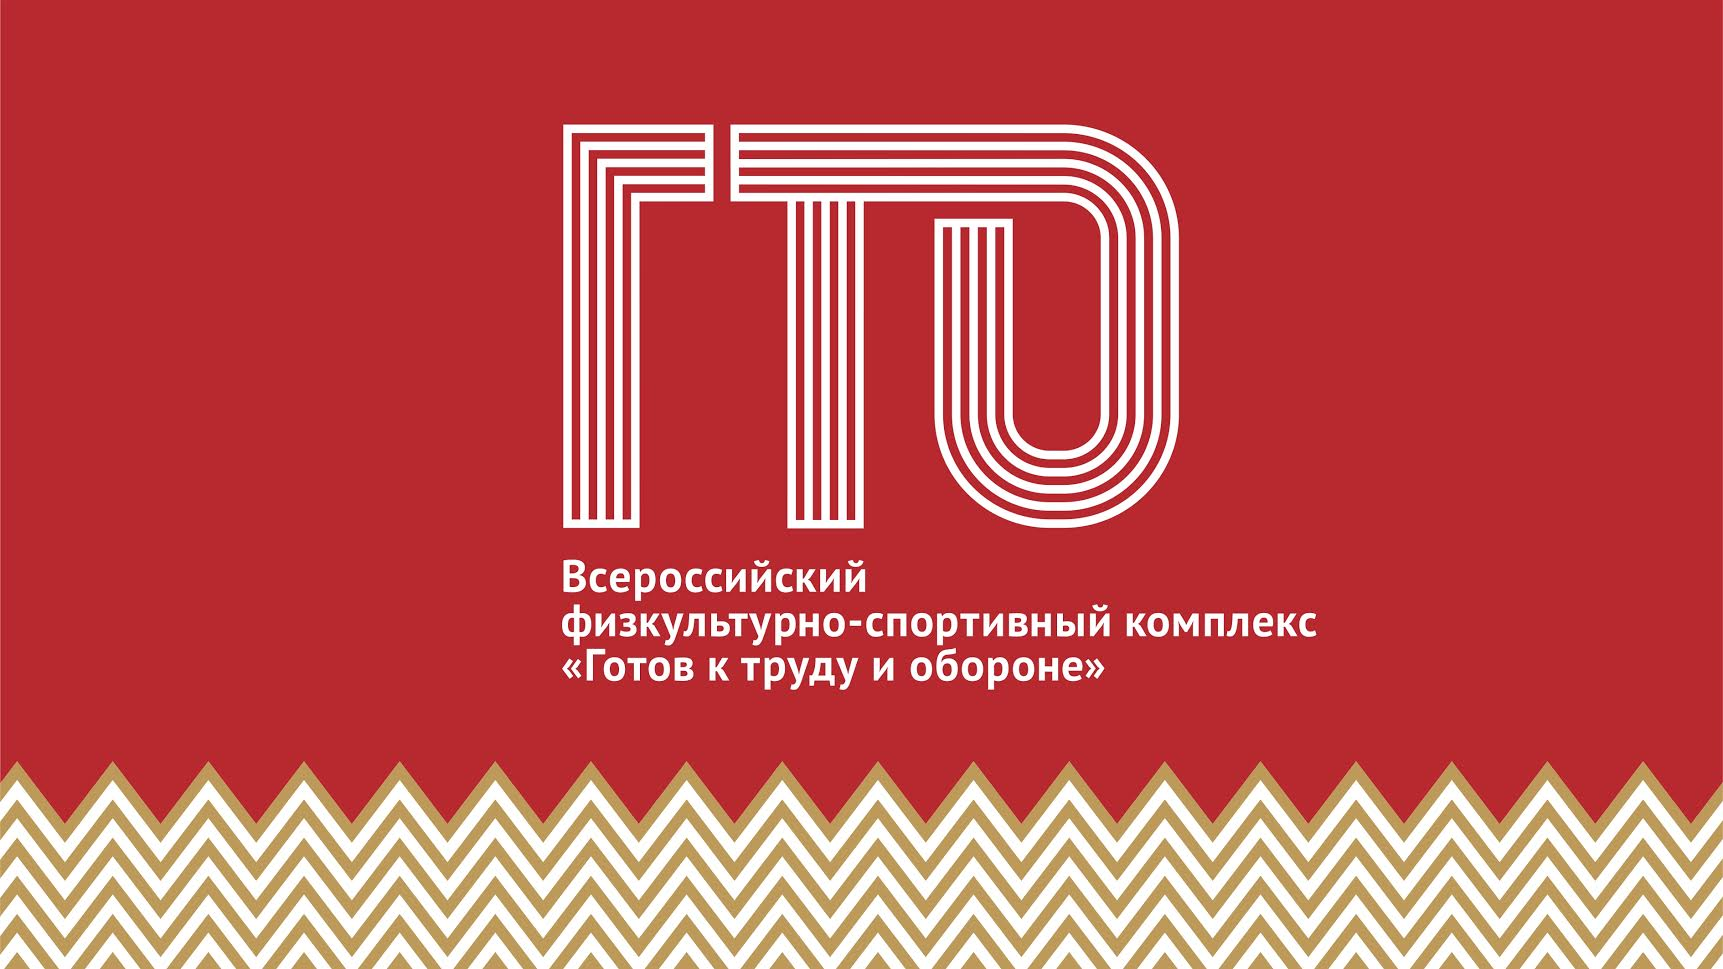 ГТО
Всероссийский
физкультурно-спортивный комплекс
«Готов к труду и обороне»